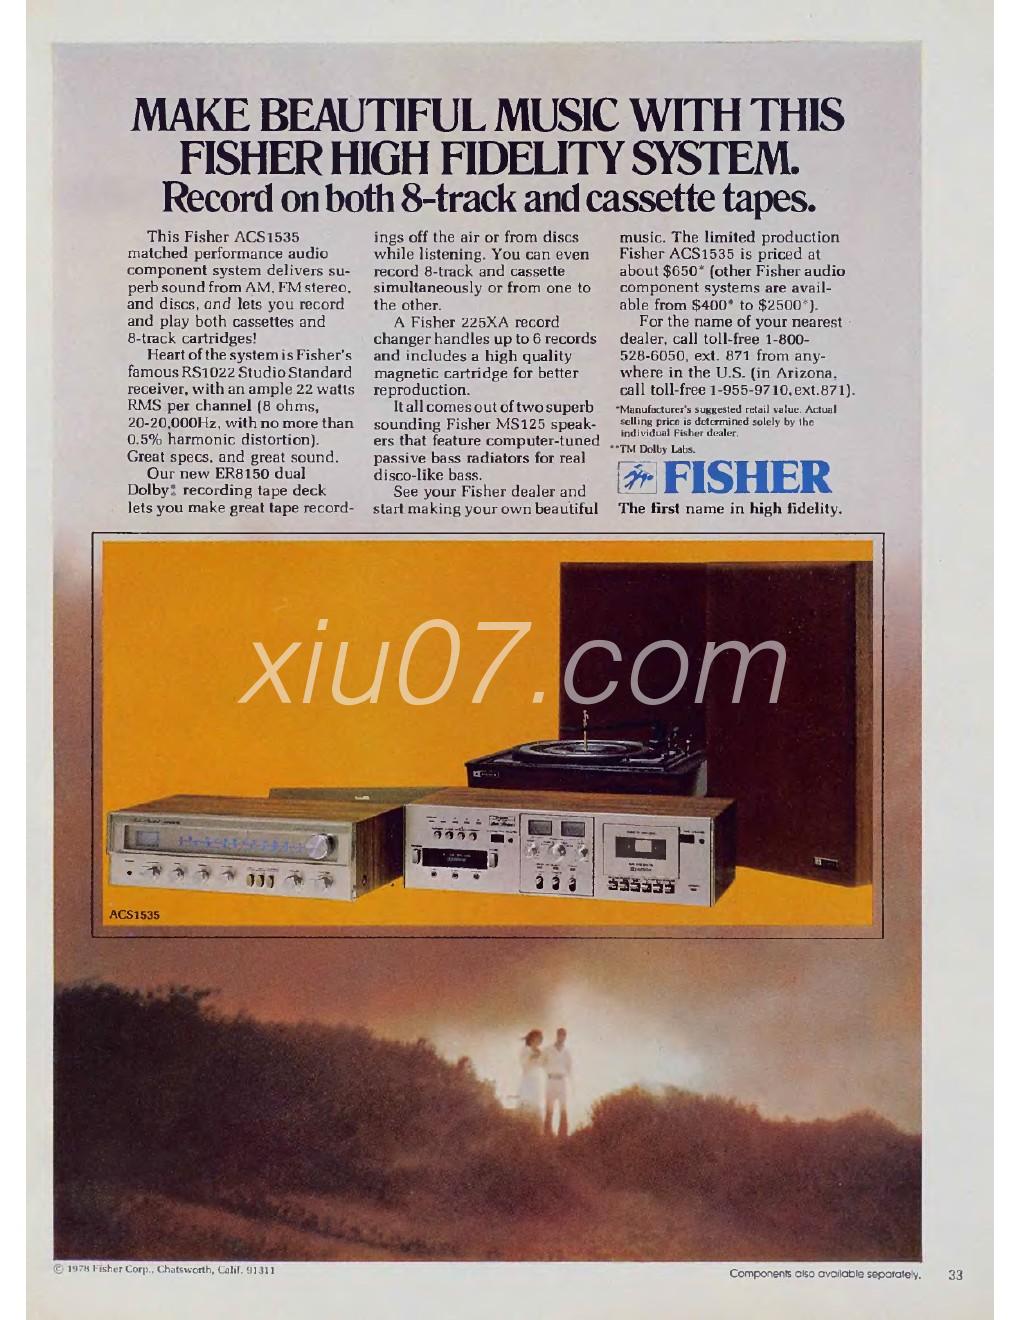 MAKE BEAUTIFUL MUSIC WITH THIS
FISHER HIGH FIDELITY SYSTEM.
Record on both 8-track and cassette tapes.
This Fisher ACS1535
matched performance audio
component system delivers su-
perb sound from AM, FM stereo,
and discs, and lets you record
and play both cassettes and
8-track cartridges!
Heart of the system is Fisher's
famous RS1022 Studio Standard
receiver, with an ample 22 watts
RMS per channel (8 ohms,
20-20,000Hz, with no more than
0.5% harmonic distortion).
Great specs, and great sound.
Our new ER8150 dual
Dolby** recording tape deck
lets you make great tape record-
ings off the air or from discs
while listening. You can even
record 8-track and cassette
simultaneously or from one to
the other.
A Fisher 225XA record
changer handles up to 6 records
and includes a high quality
magnetic cartridge for better
reproduction.
It all comes out of two superb
sounding Fisher MS125 speak-
ers that feature computer-tuned
passive bass radiators for real
disco-like bass.
See your Fisher dealer and
start making your own beautiful
music. The limited production
Fisher ACS1535 is priced at
about $650* (other Fisher audio
component systems are avail-
able from $400* to $2500*).
For the name of your nearest
dealer, call toll-free 1-800-
528-6050, ext. 871 from any-
where in the U.S. (in Arizona,
call toll-free 1-955-9710, ext. 871).
*Manufacturer's suggested retail value. Actual
selling price is determined solely by the
individual Fisher dealer.
**TM Dolby Labs.
FISHER
The first name in high fidelity.
xiu07.com
ACS1535
© 1978 Fisher Corp., Chatsworth, Calif. 91311
Components also available separately.
33